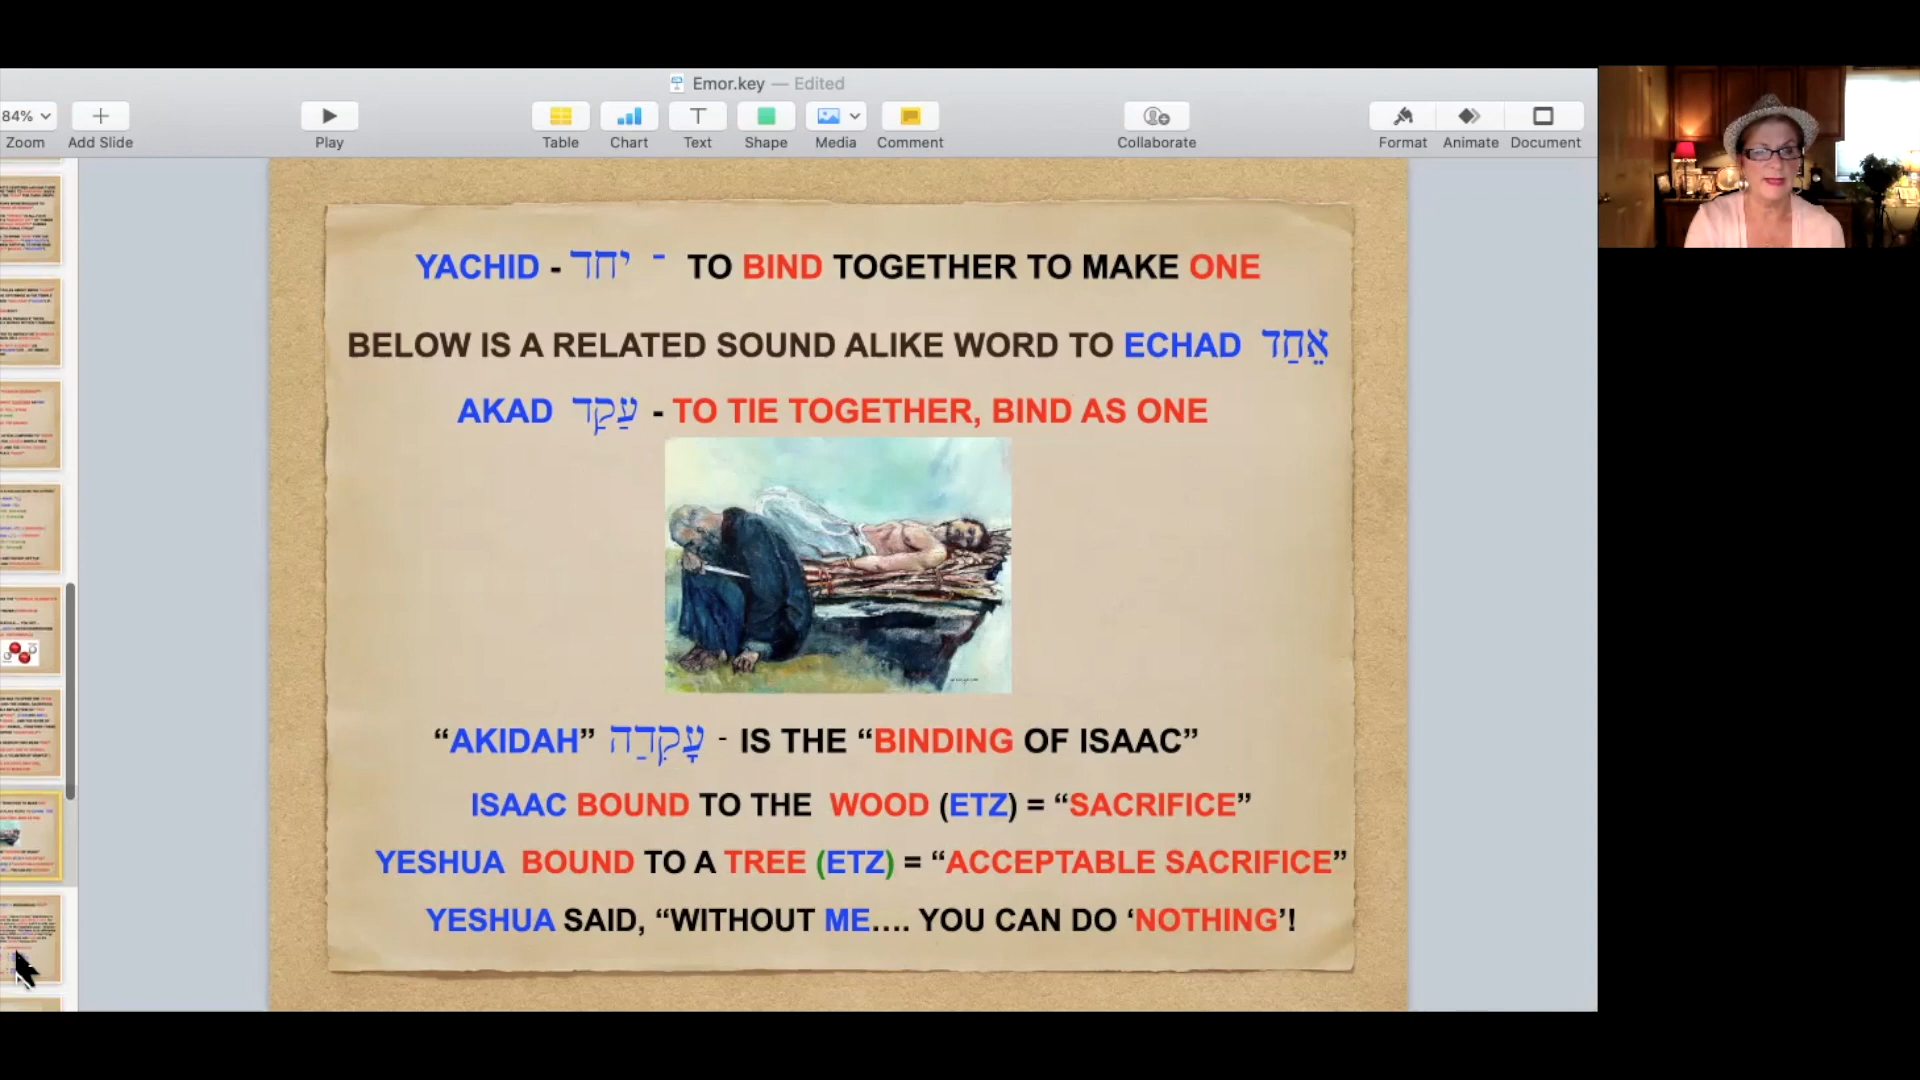 Emor.key — Edited
84%
Zoom
Add Slide
Play
Table
Chart
Text
Shape
Media
Comment
Collaborate
Format
Animate
Document
YACHID - יחד - TO BIND TOGETHER TO MAKE ONE
BELOW IS A RELATED SOUND ALIKE WORD TO ECHAD אֵחַד
AKAD עַקָד - TO TIE TOGETHER, BIND AS ONE
“AKIDAH” עָקִדַה - IS THE “BINDING OF ISAAC”
ISAAC BOUND TO THE WOOD (ETZ) = “SACRIFICE”
YESHUA BOUND TO A TREE (ETZ) = “ACCEPTABLE SACRIFICE”
YESHUA SAID, “WITHOUT ME.... YOU CAN DO ‘NOTHING’!